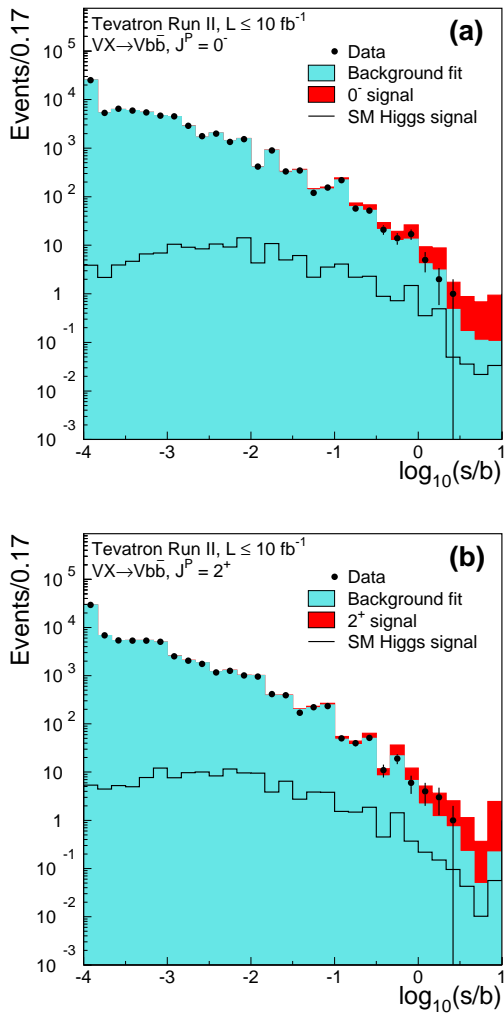 Tevatron Run II, L ≤ 10 fb⁻¹
(a)
VX→Vbb̄, Jᴾ = 0⁻
Data
Background fit
0⁻ signal
SM Higgs signal
Events/0.17
10⁵
10⁴
10³
10²
10
1
10⁻¹
10⁻²
10⁻³
10
-4 -3 -2 -1 0 1
log₁₀(s/b)
Tevatron Run II, L ≤ 10 fb⁻¹
(b)
VX→Vbb̄, Jᴾ = 2⁺
Data
Background fit
2⁺ signal
SM Higgs signal
Events/0.17
10⁵
10⁴
10³
10²
10
1
10⁻¹
10⁻²
10⁻³
10
-4 -3 -2 -1 0 1
log₁₀(s/b)